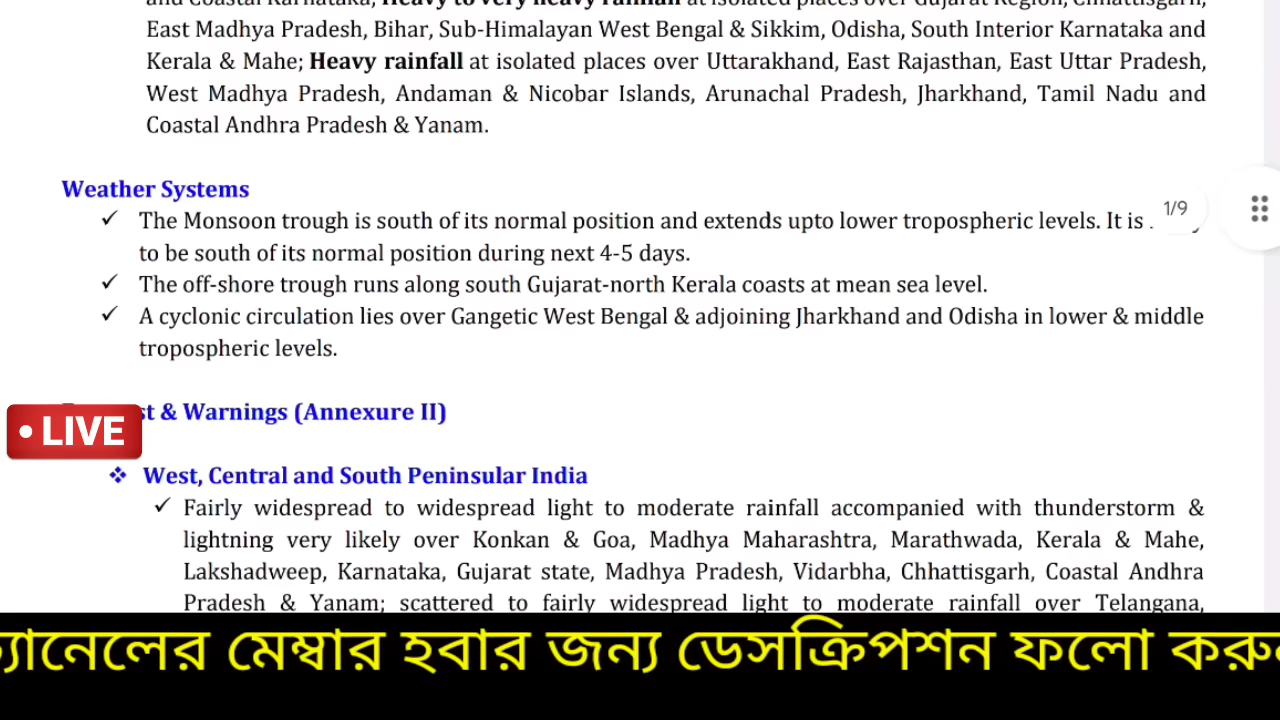 and Coastal Karnataka; Heavy to very heavy rainfall at isolated places over Gujarat Region, Chhattisgarh,
East Madhya Pradesh, Bihar, Sub-Himalayan West Bengal & Sikkim, Odisha, South Interior Karnataka and
Kerala & Mahe; Heavy rainfall at isolated places over Uttarakhand, East Rajasthan, East Uttar Pradesh,
West Madhya Pradesh, Andaman & Nicobar Islands, Arunachal Pradesh, Jharkhand, Tamil Nadu and
Coastal Andhra Pradesh & Yanam.
Weather Systems
✓ The Monsoon trough is south of its normal position and extends upto lower tropospheric levels. It is
1/9
to be south of its normal position during next 4-5 days.
✓ The off-shore trough runs along south Gujarat-north Kerala coasts at mean sea level.
✓ A cyclonic circulation lies over Gangetic West Bengal & adjoining Jharkhand and Odisha in lower & middle
tropospheric levels.
st & Warnings (Annexure II)
• LIVE
❖ West, Central and South Peninsular India
✓ Fairly widespread to widespread light to moderate rainfall accompanied with thunderstorm &
lightning very likely over Konkan & Goa, Madhya Maharashtra, Marathwada, Kerala & Mahe,
Lakshadweep, Karnataka, Gujarat state, Madhya Pradesh, Vidarbha, Chhattisgarh, Coastal Andhra
Pradesh & Yanam; scattered to fairly widespread light to moderate rainfall over Telangana,
্যানেলের মেম্বার হবার জন্য ডেসক্রিপশন ফলো করুন